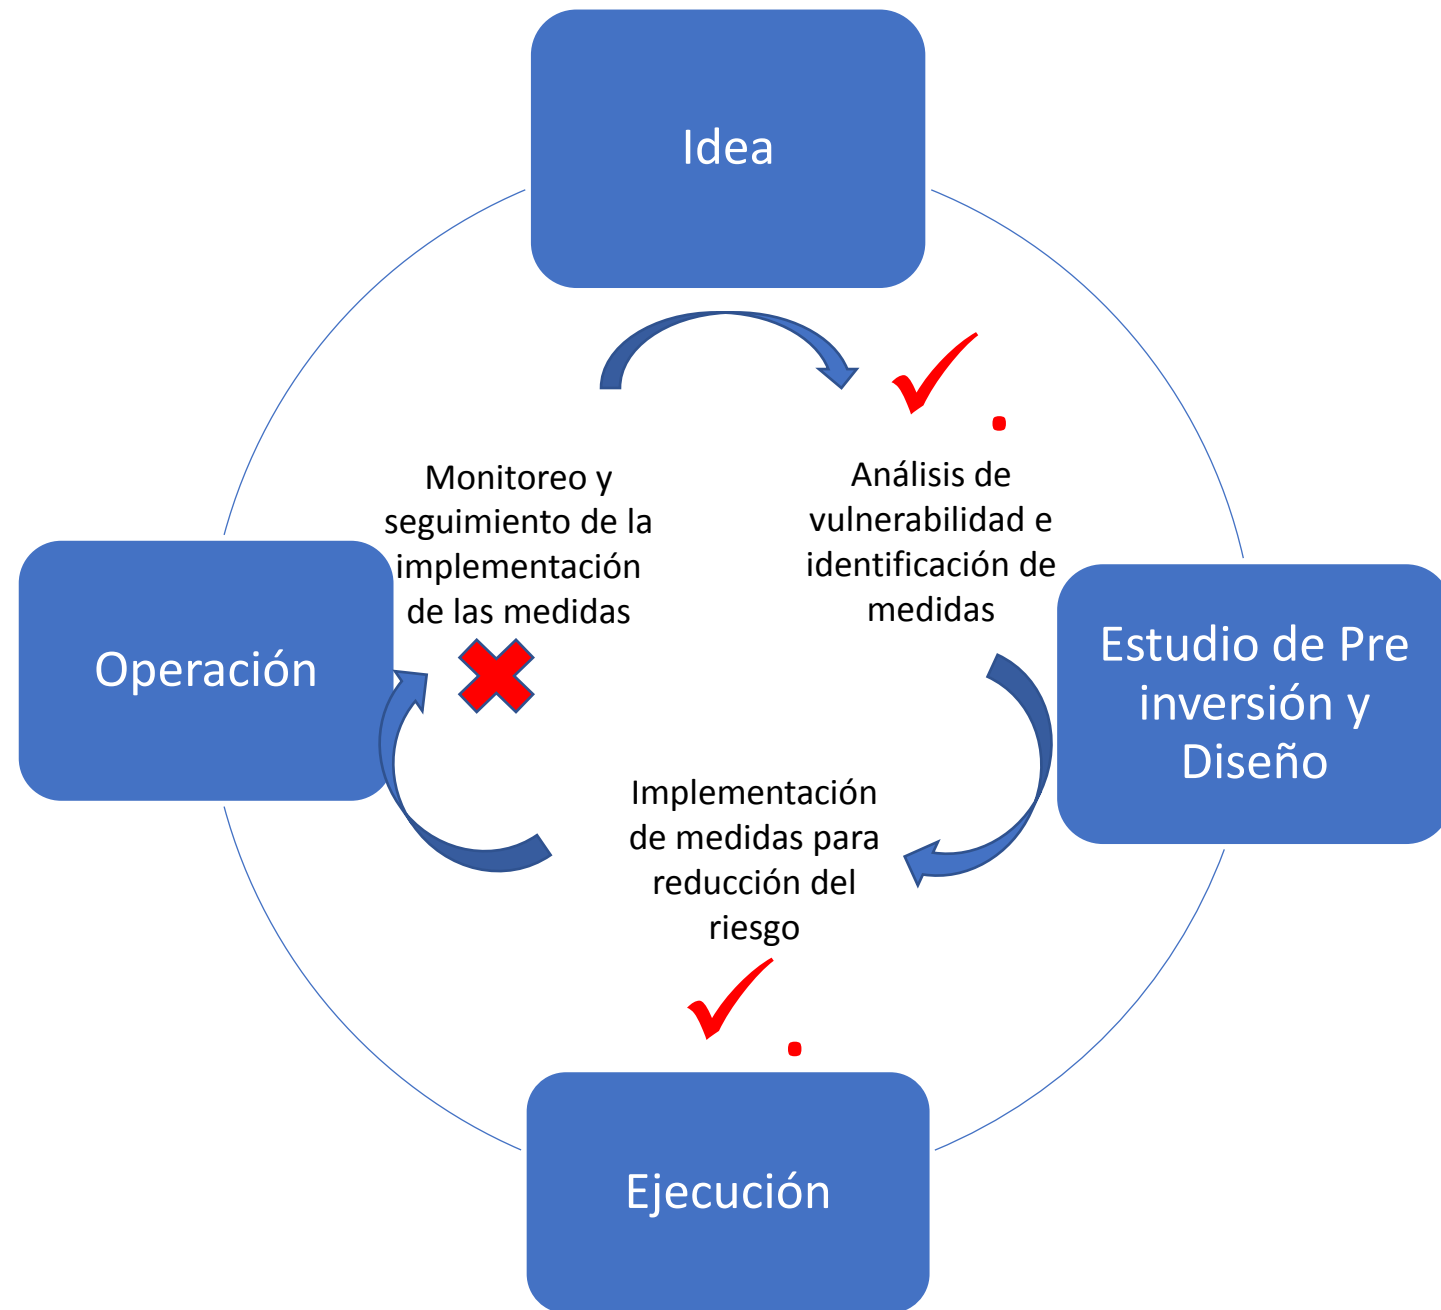 Idea
Monitoreo y
seguimiento de la
implementación
de las medidas
Análisis de
vulnerabilidad e
identificación de
medidas
Operación
Estudio de Pre
inversión y
Diseño
Implementación
de medidas para
reducción del
riesgo
Ejecución